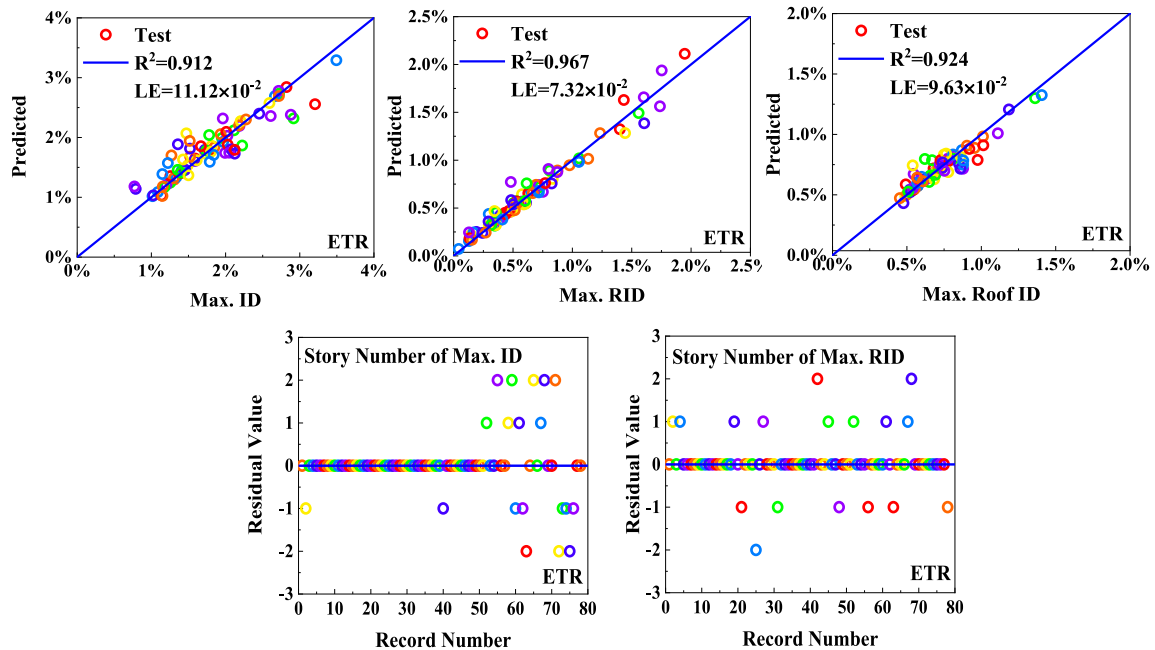 4%
3%
2%
1%
0%
0%
1%
2%
3%
4%
Predicted
Max. ID
Test
R²=0.912
LE=11.12×10⁻²
ETR
2.5%
2.0%
1.5%
1.0%
0.5%
0.0%
0.0%
0.5%
1.0%
1.5%
2.0%
2.5%
Predicted
Max. RID
Test
R²=0.967
LE=7.32×10⁻²
ETR
2.0%
1.5%
1.0%
0.5%
0.0%
0.0%
0.5%
1.0%
1.5%
2.0%
Predicted
Max. Roof ID
Test
R²=0.924
LE=9.63×10⁻²
ETR
3
2
1
0
-1
-2
-3
0 10 20 30 40 50 60 70 80
Residual Value
Record Number
Story Number of Max. ID
ETR
3
2
1
0
-1
-2
-3
0 10 20 30 40 50 60 70 80
Residual Value
Record Number
Story Number of Max. RID
ETR